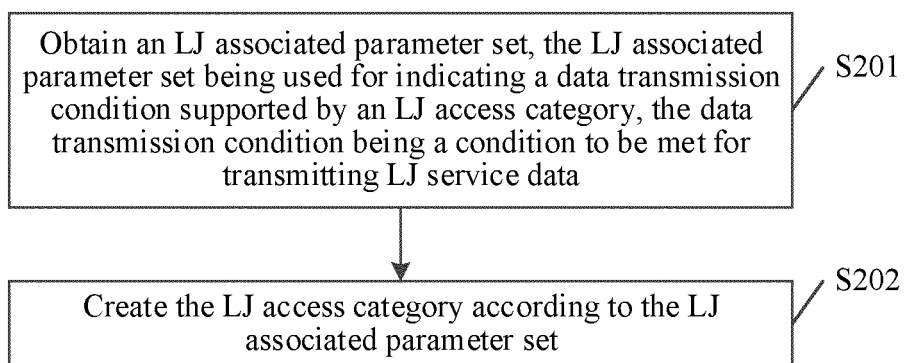 Obtain an LJ associated parameter set, the LJ associated
parameter set being used for indicating a data transmission
condition supported by an LJ access category, the data
transmission condition being a condition to be met for
transmitting LJ service data
S201
Create the LJ access category according to the LJ
associated parameter set
S202